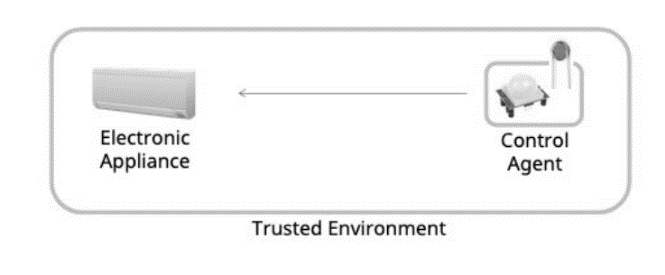 Electronic
Appliance
Control
Agent
Trusted Environment